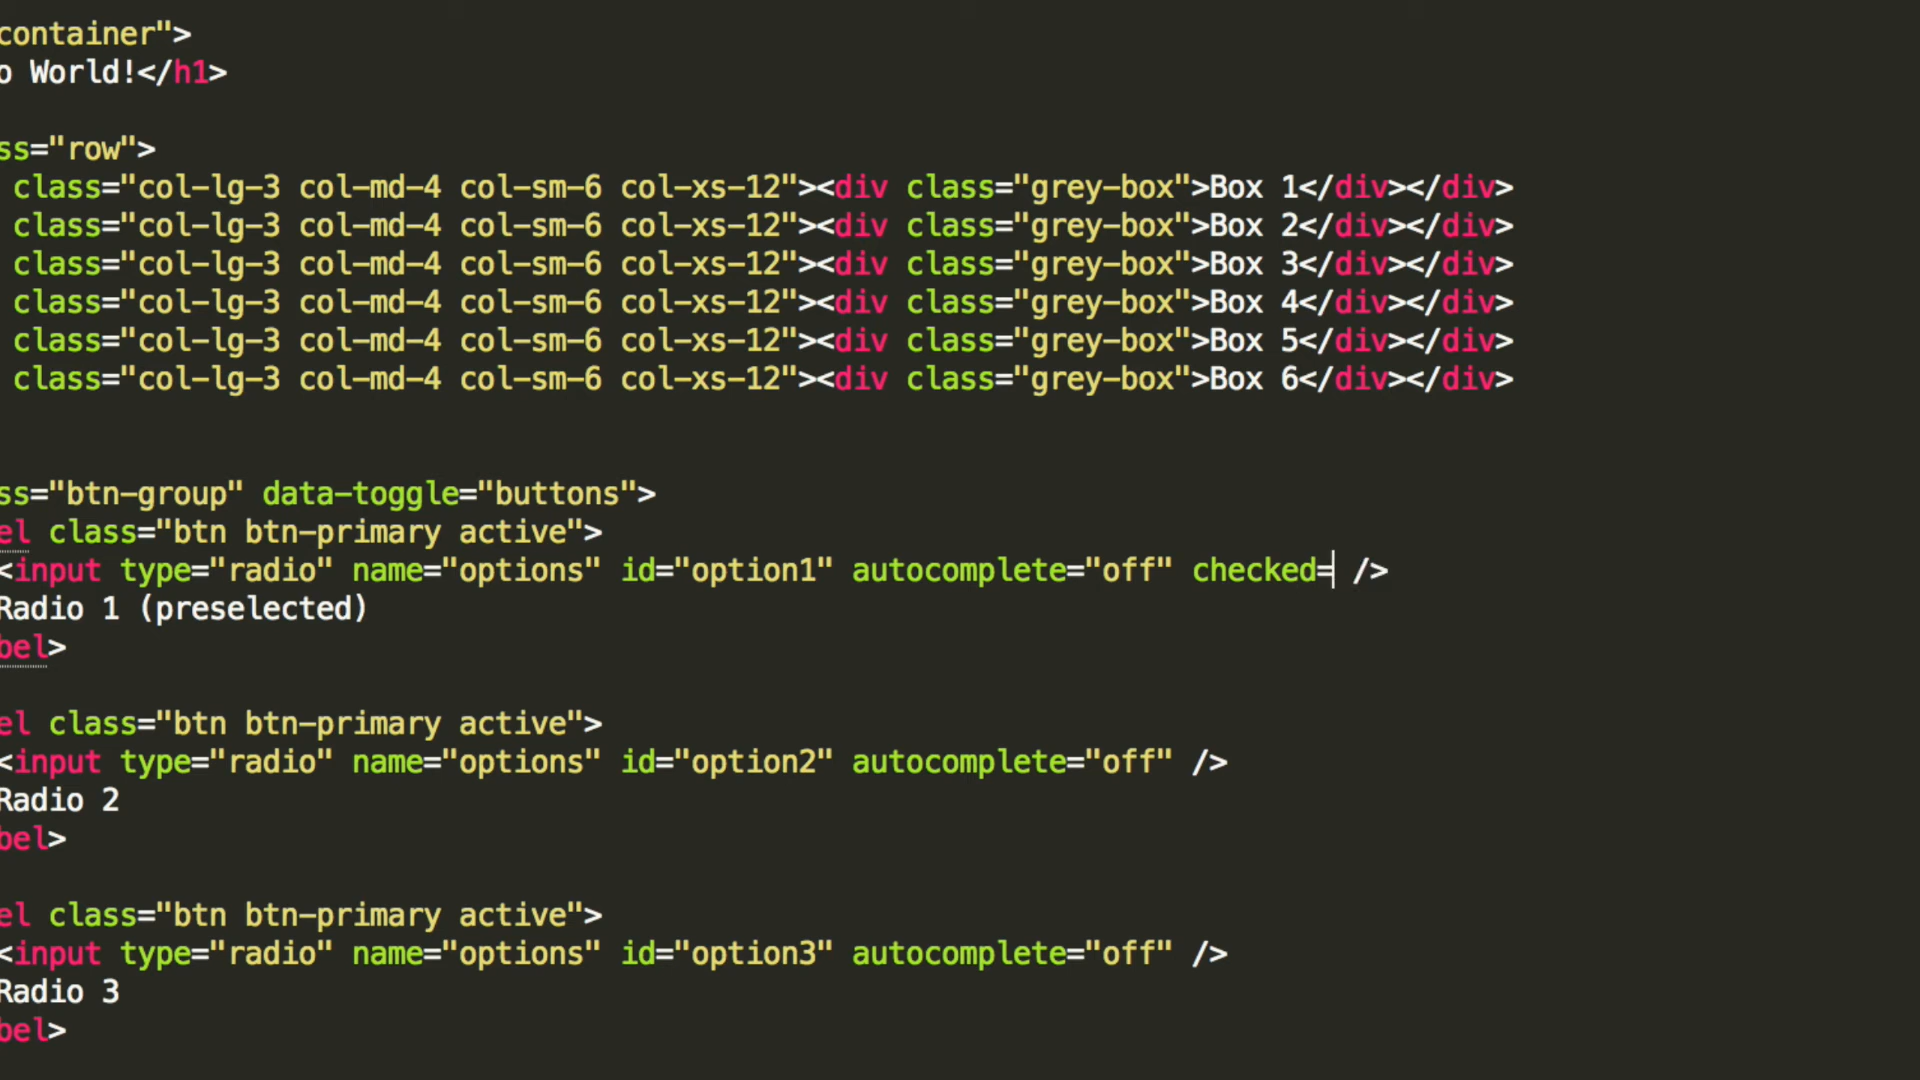 container">
o World!</h1>
ss="row">
class="col-lg-3 col-md-4 col-sm-6 col-xs-12"><div class="grey-box">Box 1</div></div>
class="col-lg-3 col-md-4 col-sm-6 col-xs-12"><div class="grey-box">Box 2</div></div>
class="col-lg-3 col-md-4 col-sm-6 col-xs-12"><div class="grey-box">Box 3</div></div>
class="col-lg-3 col-md-4 col-sm-6 col-xs-12"><div class="grey-box">Box 4</div></div>
class="col-lg-3 col-md-4 col-sm-6 col-xs-12"><div class="grey-box">Box 5</div></div>
class="col-lg-3 col-md-4 col-sm-6 col-xs-12"><div class="grey-box">Box 6</div></div>
ss="btn-group" data-toggle="buttons">
el class="btn btn-primary active">
<input type="radio" name="options" id="option1" autocomplete="off" checked= />
Radio 1 (preselected)
bel>
el class="btn btn-primary active">
<input type="radio" name="options" id="option2" autocomplete="off" />
Radio 2
bel>
el class="btn btn-primary active">
<input type="radio" name="options" id="option3" autocomplete="off" />
Radio 3
bel>